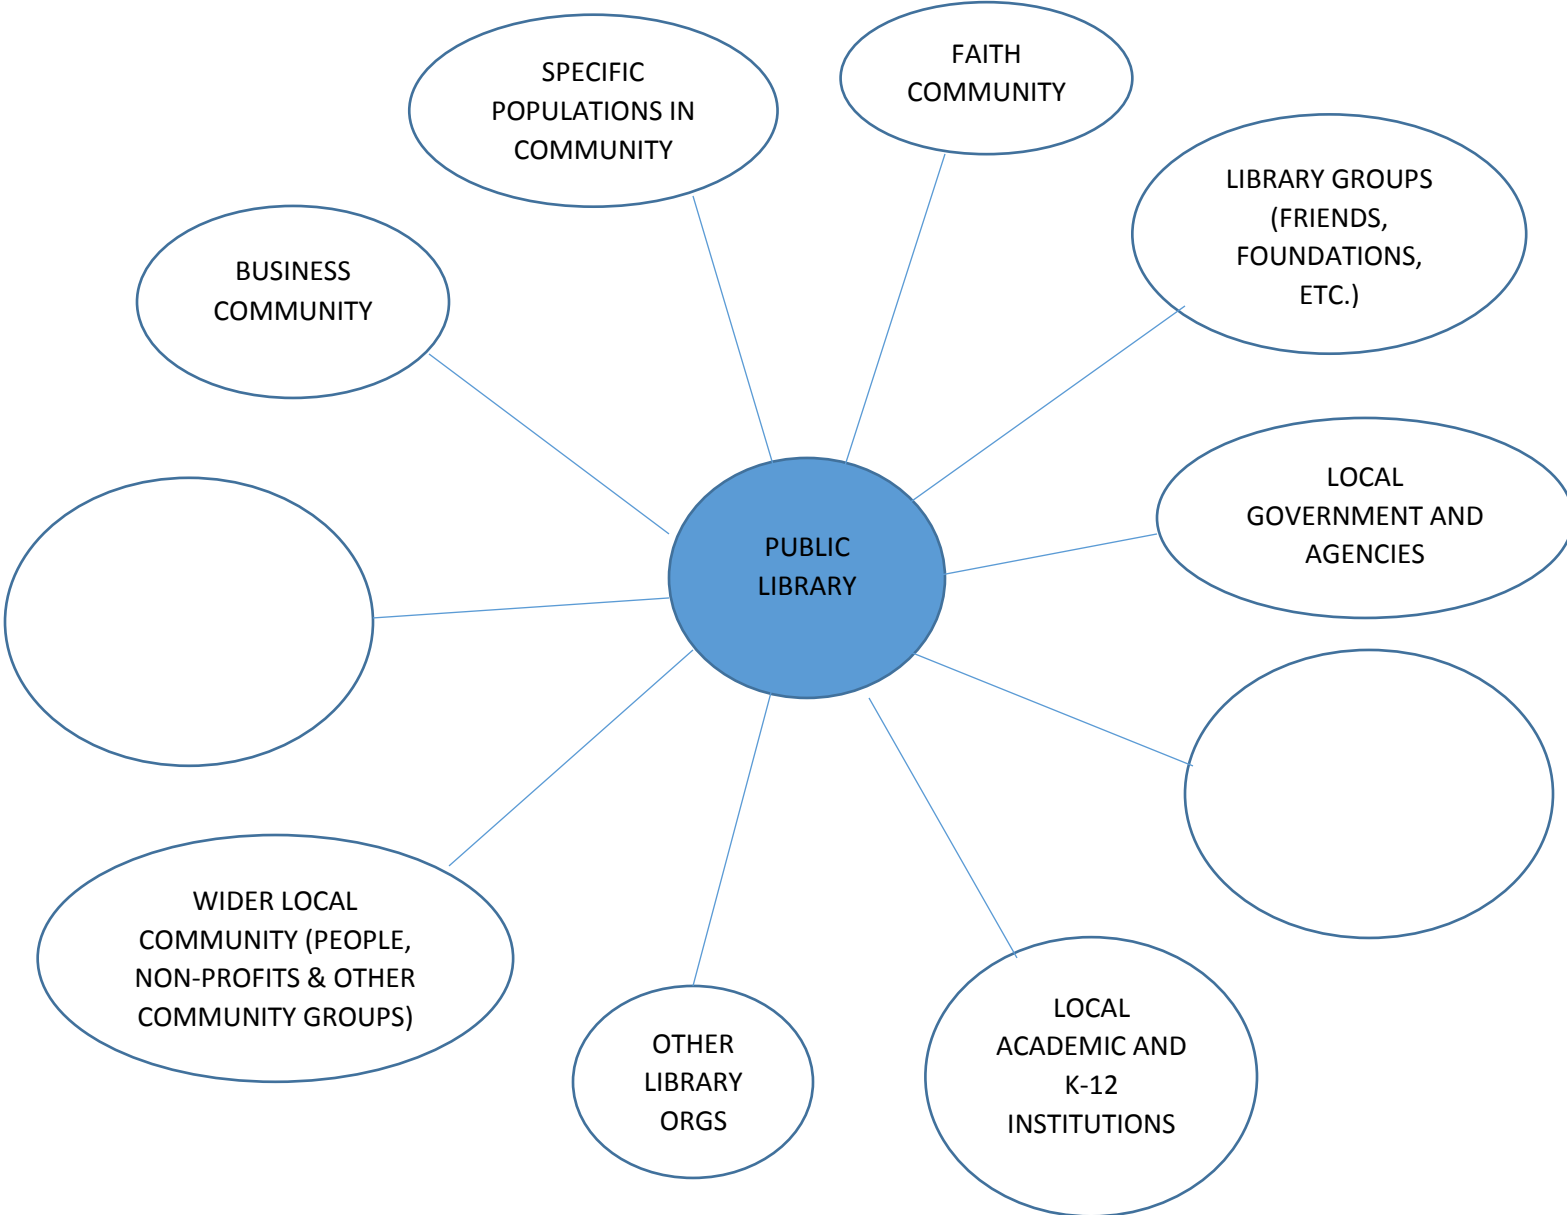 SPECIFIC
POPULATIONS IN
COMMUNITY
FAITH
COMMUNITY
LIBRARY GROUPS
(FRIENDS,
FOUNDATIONS,
ETC.)
BUSINESS
COMMUNITY
LOCAL
GOVERNMENT AND
AGENCIES
PUBLIC
LIBRARY
WIDER LOCAL
COMMUNITY (PEOPLE,
NON-PROFITS & OTHER
COMMUNITY GROUPS)
OTHER
LIBRARY
ORGS
LOCAL
ACADEMIC AND
K-12
INSTITUTIONS